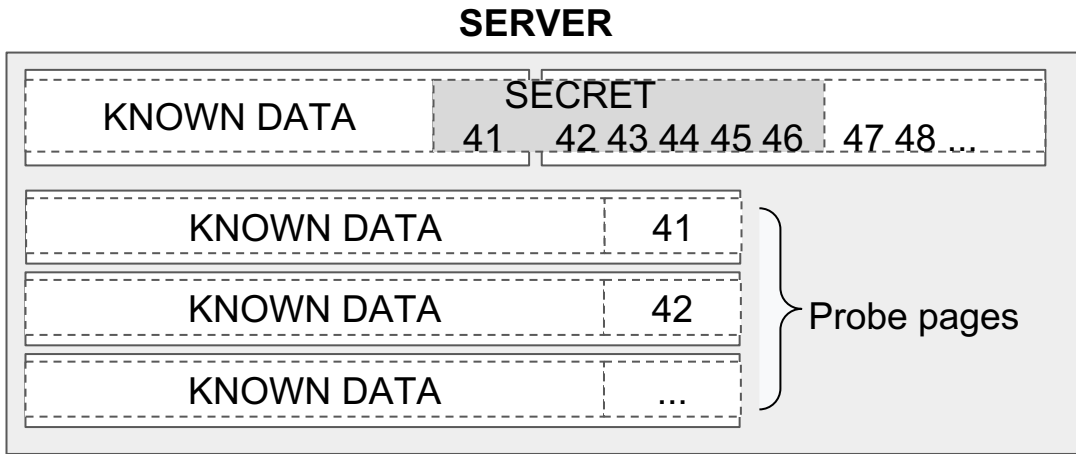 SERVER
SECRET
KNOWN DATA
41 42 43 44 45 46 47 48 ...
KNOWN DATA 41
KNOWN DATA 42
Probe pages
KNOWN DATA ...